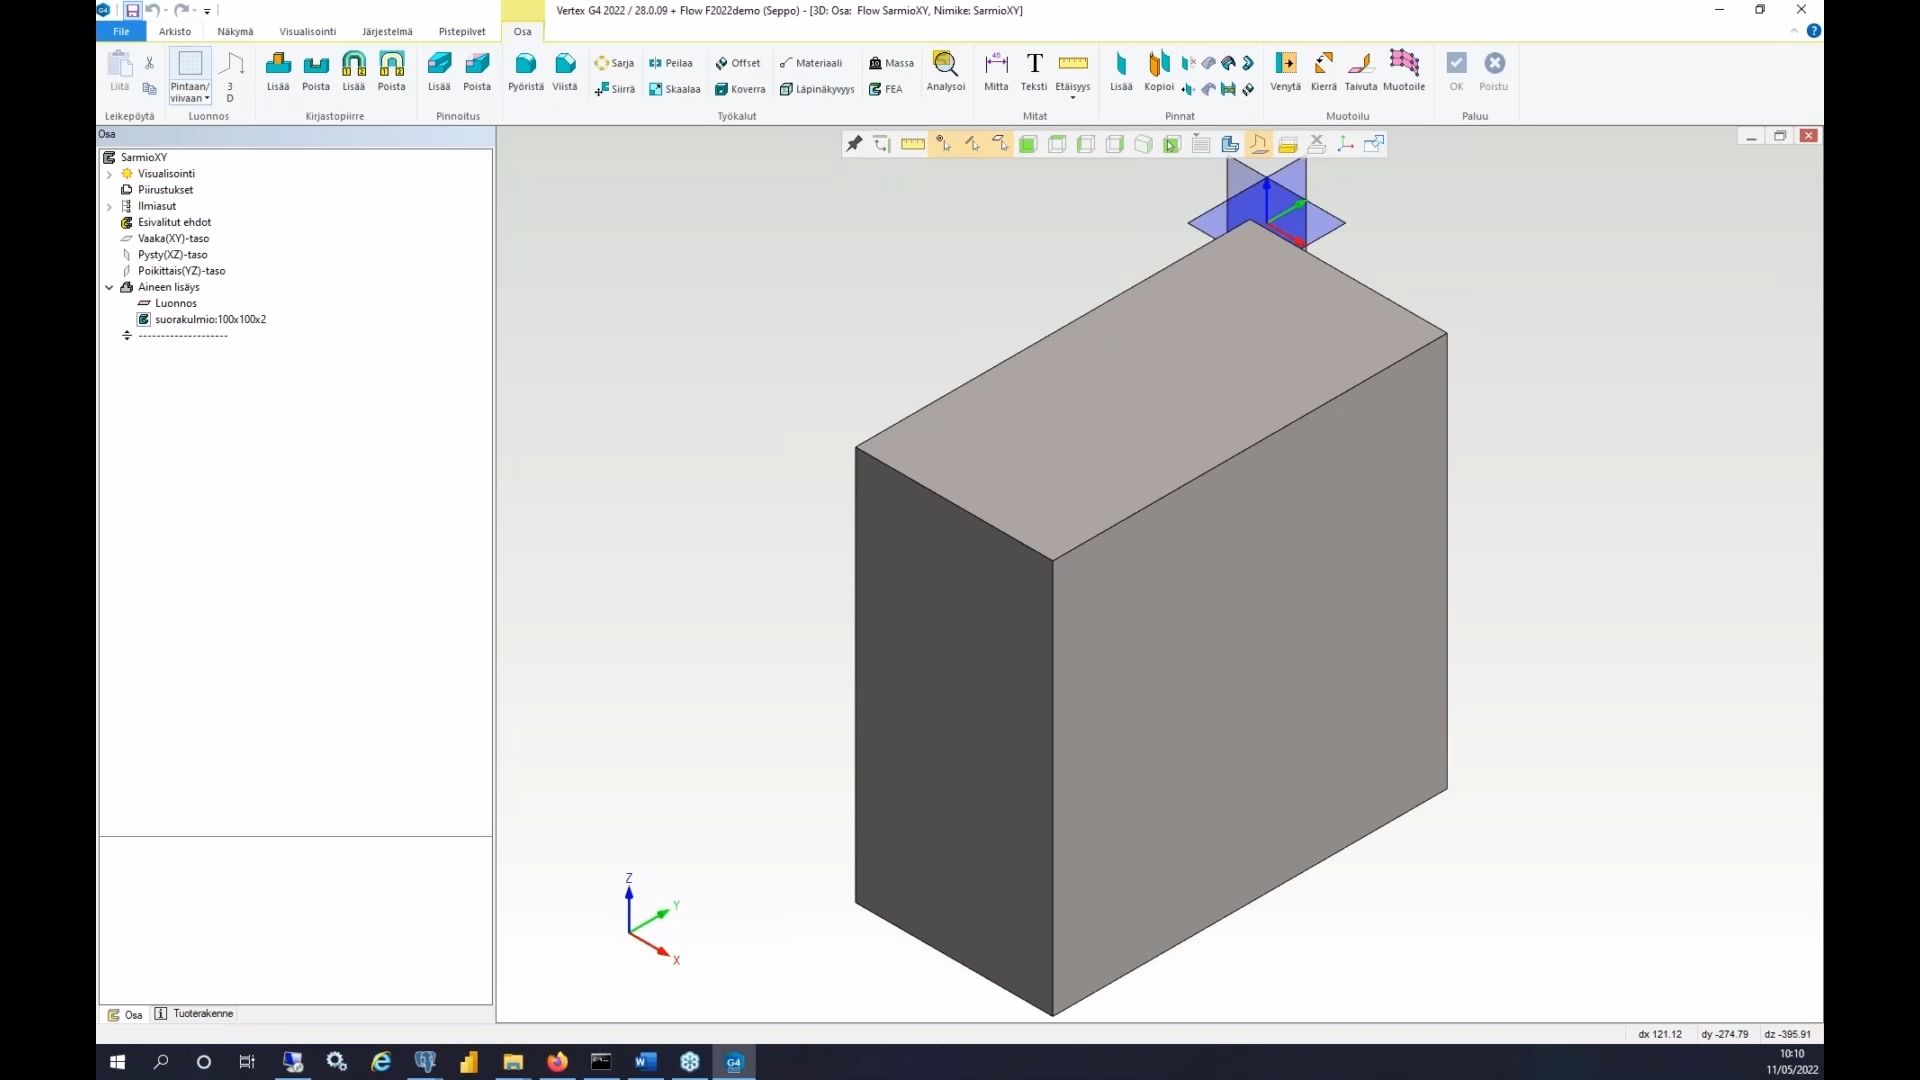 Vertex G4 2022 / 28.0.09 + Flow F2022demo (Seppo) - [3D: Osa: Flow SarmioXY, Nimike: SarmioXY]
File Arkisto Näkymä Visualisointi Järjestelmä Pistepilvet Osa
Liitä
Pintaan/ viivaan
3 D
Lisää Poista Lisää Poista
Lisää Poista
Pyöristä Viistä
Sarja Peilaa Offset Materiaali Massa
Siirrä Skaalaa Koverra Läpinäkyvyys FEA
Analysoi
Mitta Teksti Etäisyys
Lisää Kopioi
Venytä Kierrä Taivuta Muotoile
OK Poistu
Leikepöytä Luonnos Kirjastopiirre Pinnoitus Työkalut Mitat Pinnat Muotoilu Paluu
Osa
SarmioXY
Visualisointi
Piirustukset
Ilmiasut
Esivalitut ehdot
Vaaka(XY)-taso
Pysty(XZ)-taso
Poikittais(YZ)-taso
Aineen lisäys
Luonnos
suorakulmio:100x100x2
--------------------
Z
Y
X
Osa Tuoterakenne
dx 121.12 dy -274.79 dz -395.91
10:10
11/05/2022